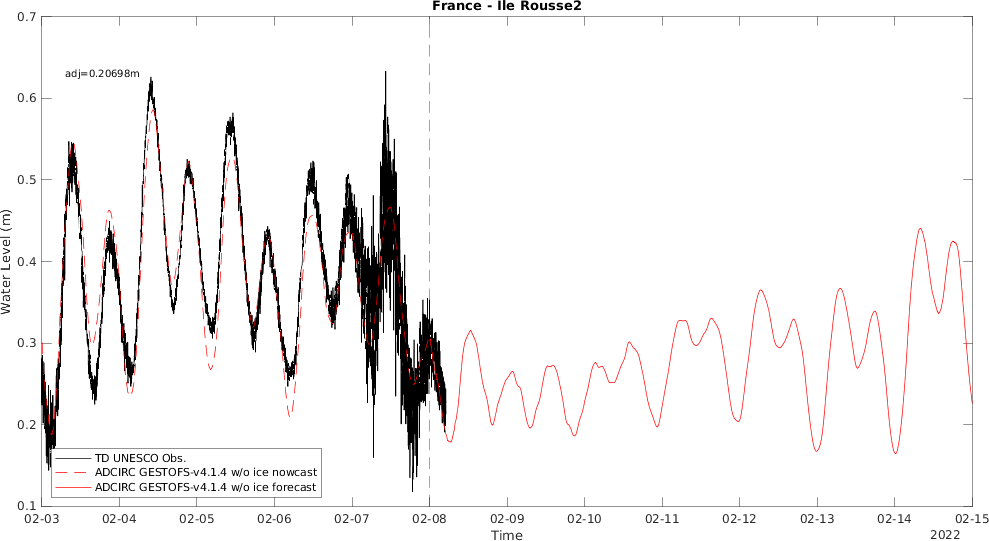 France - Ile Rousse2
adj=0.20698m
0.7
0.6
0.5
0.4
0.3
0.2
0.1
Water Level (m)
TD UNESCO Obs.
ADCIRC GESTOFS-v4.1.4 w/o ice nowcast
ADCIRC GESTOFS-v4.1.4 w/o ice forecast
02-03 02-04 02-05 02-06 02-07 02-08 02-09 02-10 02-11 02-12 02-13 02-14 02-15
Time
2022